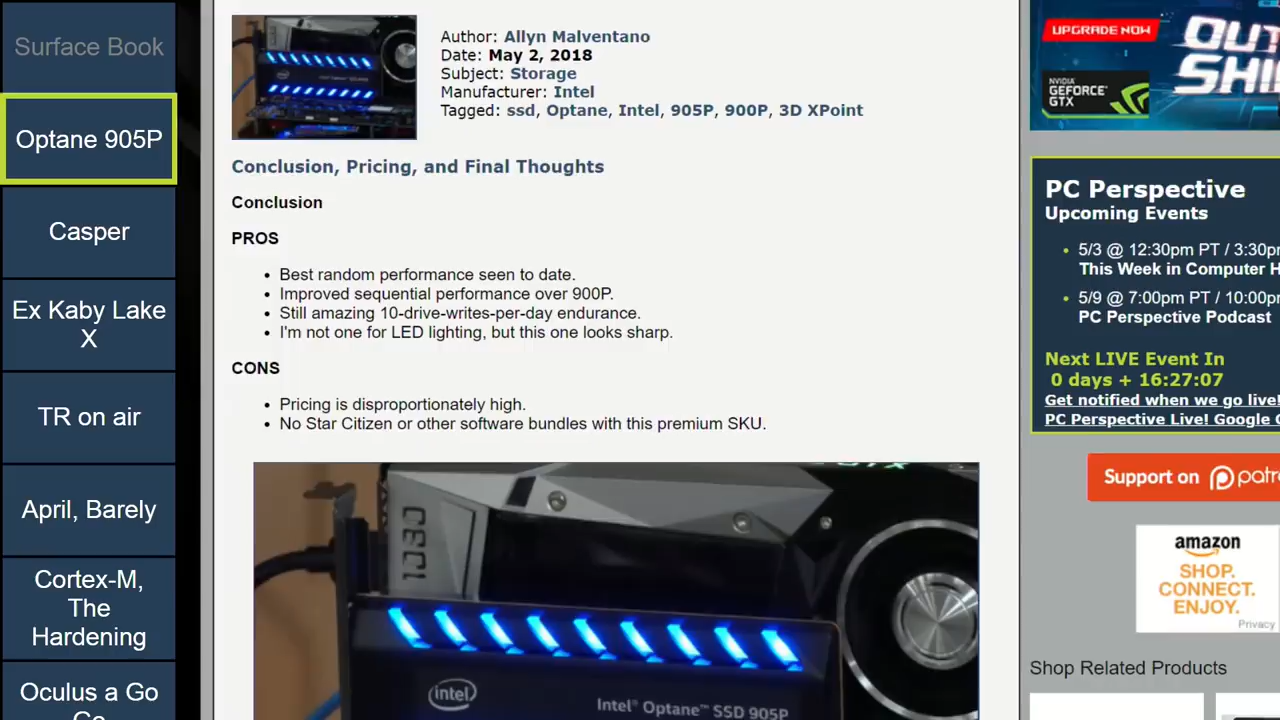 Surface Book
Optane 905P
Casper
Ex Kaby Lake
X
TR on air
April, Barely
Cortex-M,
The
Hardening
Oculus a Go
Author: Allyn Malventano
Date: May 2, 2018
Subject: Storage
Manufacturer: Intel
Tagged: ssd, Optane, Intel, 905P, 900P, 3D XPoint
Conclusion, Pricing, and Final Thoughts
Conclusion
PROS
• Best random performance seen to date.
• Improved sequential performance over 900P.
• Still amazing 10-drive-writes-per-day endurance.
• I'm not one for LED lighting, but this one looks sharp.
CONS
• Pricing is disproportionately high.
• No Star Citizen or other software bundles with this premium SKU.
1080
intel
Intel® Optane™ SSD 905P
UPGRADE NOW
OUT
SHI
NVIDIA
GEFORCE
GTX
PC Perspective
Upcoming Events
• 5/3 @ 12:30pm PT / 3:30p
This Week in Computer H
• 5/9 @ 7:00pm PT / 10:00p
PC Perspective Podcast
Next LIVE Event In
0 days + 16:27:07
Get notified when we go live!
PC Perspective Live! Google
Support on patr
amazon
SHOP.
CONNECT.
ENJOY.
Privacy
Shop Related Products